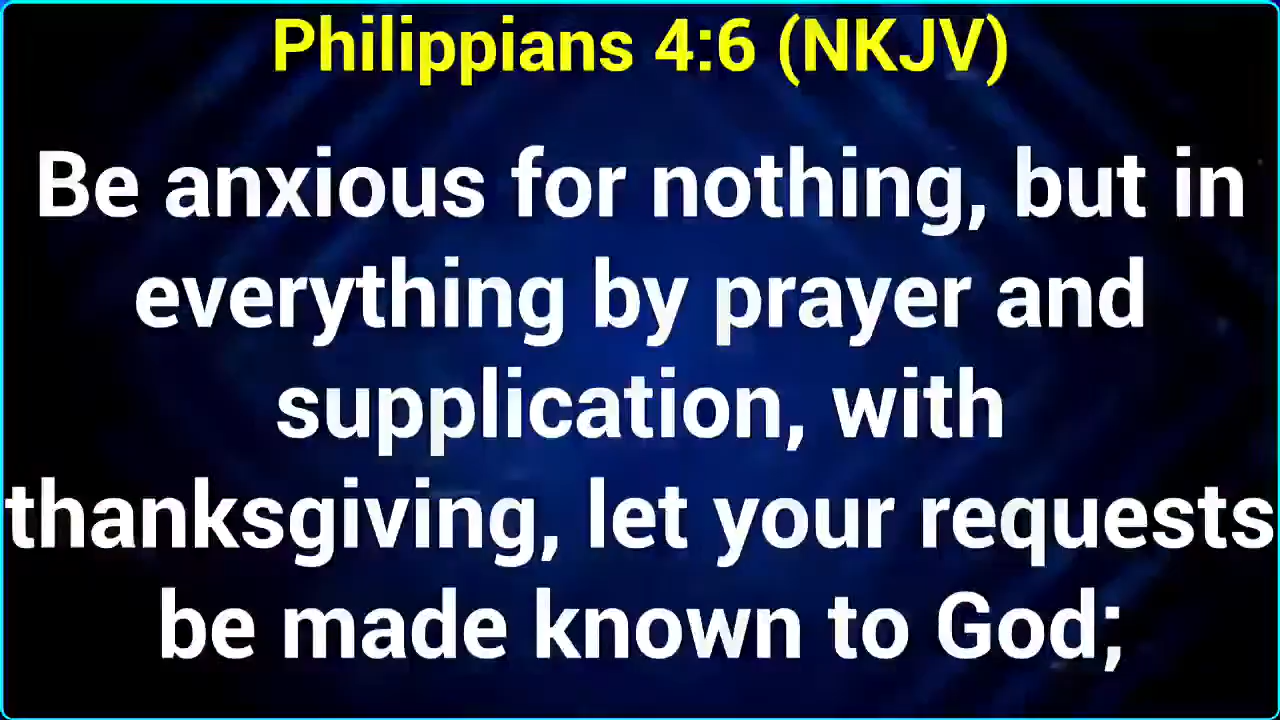 Philippians 4:6 (NKJV)
Be anxious for nothing, but in
everything by prayer and
supplication, with
thanksgiving, let your requests
be made known to God;